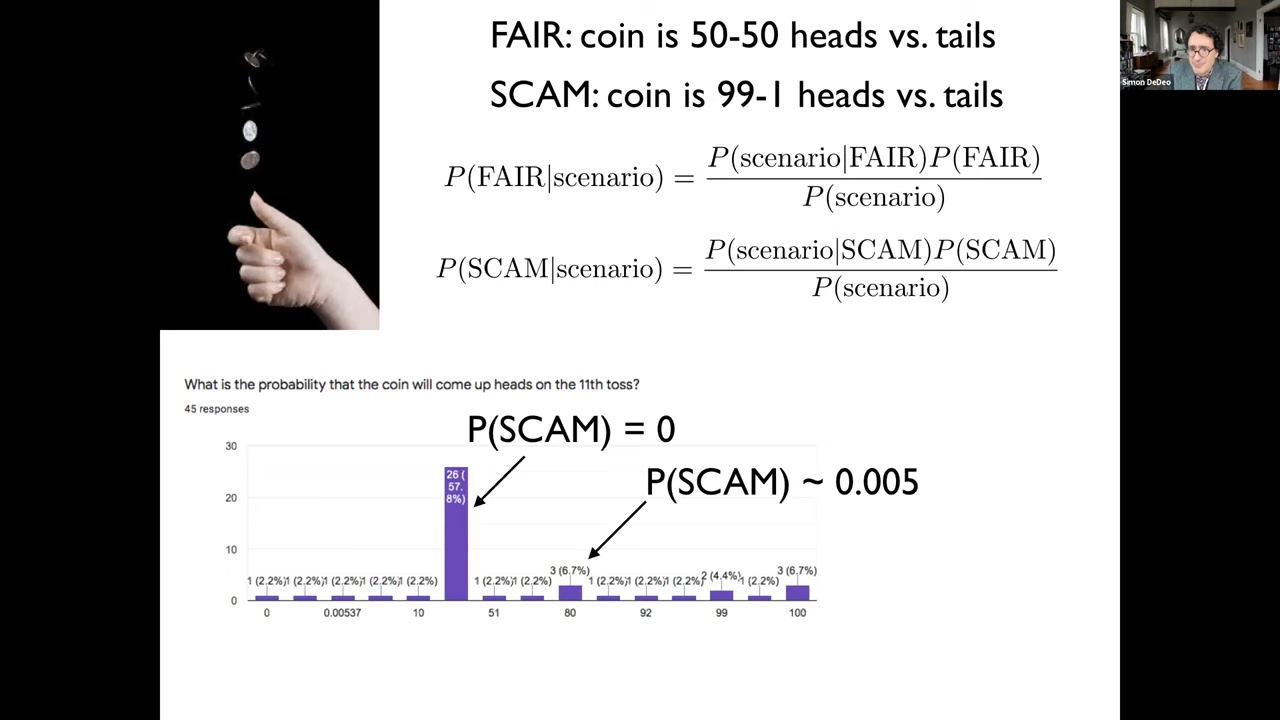 FAIR: coin is 50-50 heads vs. tails
SCAM: coin is 99-1 heads vs. tails
P(FAIR|scenario) = P(scenario|FAIR)P(FAIR) / P(scenario)
P(SCAM|scenario) = P(scenario|SCAM)P(SCAM) / P(scenario)
Simon DeDeo
What is the probability that the coin will come up heads on the 11th toss?
45 responses
P(SCAM) = 0
P(SCAM) ~ 0.005
30
20
10
0
1 (2.2%) 1 (2.2%) 1 (2.2%) 1 (2.2%) 1 (2.2%) 26 (57.8%) 1 (2.2%) 1 (2.2%) 3 (6.7%) 1 (2.2%) 1 (2.2%) 1 (2.2%) 2 (4.4%) 1 (2.2%) 3 (6.7%)
0 0.00537 10 51 80 92 99 100